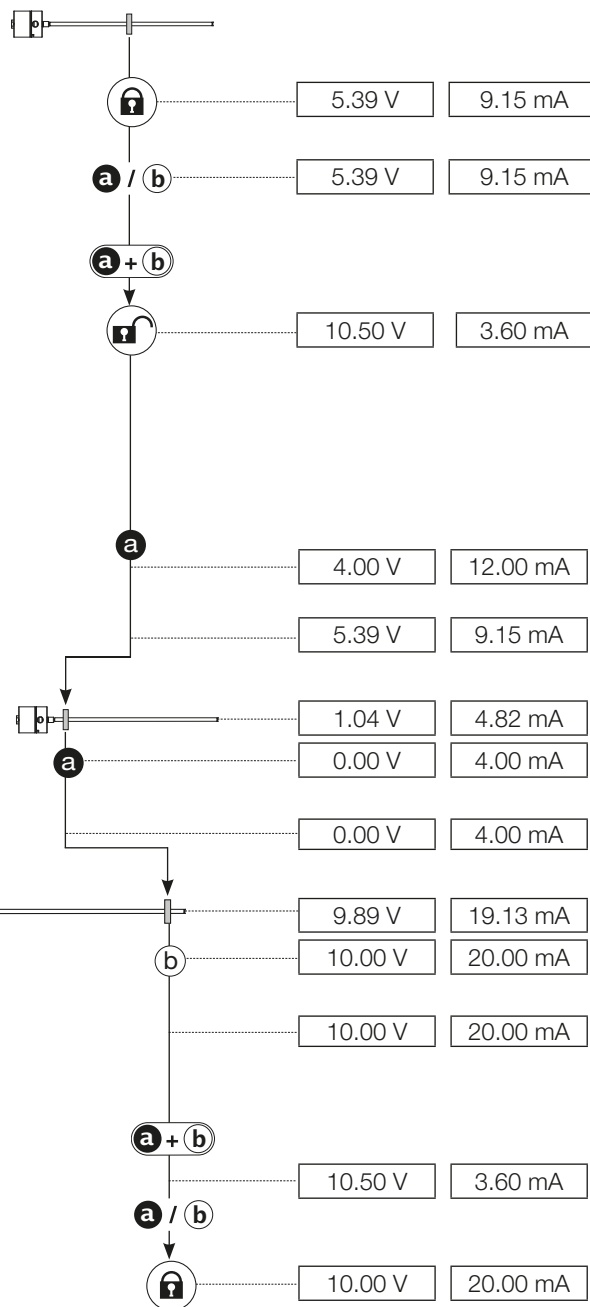 5.39 V 9.15 mA
a / b 5.39 V 9.15 mA
a + b
10.50 V 3.60 mA
a
4.00 V 12.00 mA
5.39 V 9.15 mA
1.04 V 4.82 mA
a 0.00 V 4.00 mA
0.00 V 4.00 mA
9.89 V 19.13 mA
b 10.00 V 20.00 mA
10.00 V 20.00 mA
a + b
10.50 V 3.60 mA
a / b
10.00 V 20.00 mA